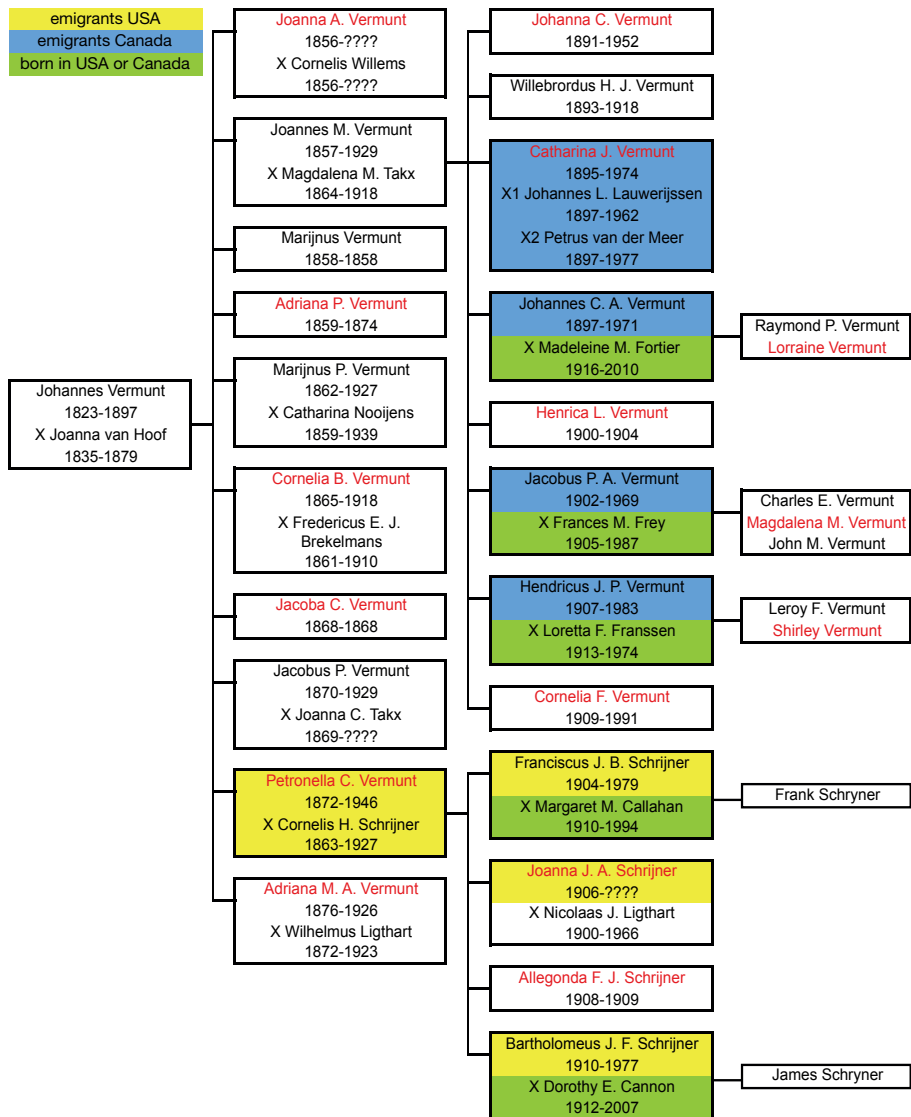 emigrants USA
emigrants Canada
born in USA or Canada
Johannes Vermunt
1823-1897
X Joanna van Hoof
1835-1879
Joanna A. Vermunt
1856-????
X Cornelis Willems
1856-????
Joannes M. Vermunt
1857-1929
X Magdalena M. Takx
1864-1918
Marijnus Vermunt
1858-1858
Adriana P. Vermunt
1859-1874
Marijnus P. Vermunt
1862-1927
X Catharina Nooijens
1859-1939
Cornelia B. Vermunt
1865-1918
X Fredericus E. J.
Brekelmans
1861-1910
Jacoba C. Vermunt
1868-1868
Jacobus P. Vermunt
1870-1929
X Joanna C. Takx
1869-????
Petronella C. Vermunt
1872-1946
X Cornelis H. Schrijner
1863-1927
Adriana M. A. Vermunt
1876-1926
X Wilhelmus Ligthart
1872-1923
Johanna C. Vermunt
1891-1952
Willebrordus H. J. Vermunt
1893-1918
Catharina J. Vermunt
1895-1974
X1 Johannes L. Lauwerijssen
1897-1962
X2 Petrus van der Meer
1897-1977
Johannes C. A. Vermunt
1897-1971
X Madeleine M. Fortier
1916-2010
Henrica L. Vermunt
1900-1904
Jacobus P. A. Vermunt
1902-1969
X Frances M. Frey
1905-1987
Hendricus J. P. Vermunt
1907-1983
X Loretta F. Franssen
1913-1974
Cornelia F. Vermunt
1909-1991
Franciscus J. B. Schrijner
1904-1979
X Margaret M. Callahan
1910-1994
Joanna J. A. Schrijner
1906-????
X Nicolaas J. Ligthart
1900-1966
Allegonda F. J. Schrijner
1908-1909
Bartholomeus J. F. Schrijner
1910-1977
X Dorothy E. Cannon
1912-2007
Raymond P. Vermunt
Lorraine Vermunt
Charles E. Vermunt
Magdalena M. Vermunt
John M. Vermunt
Leroy F. Vermunt
Shirley Vermunt
Frank Schryner
James Schryner